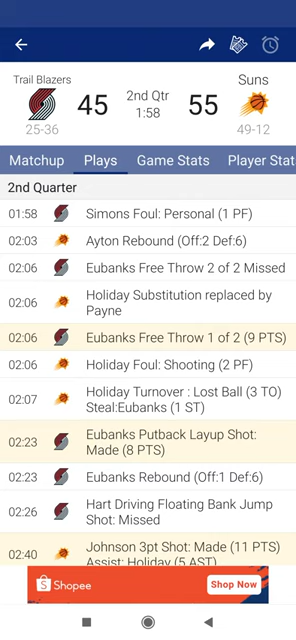 Trail Blazers
45
25-36
2nd Qtr
1:58
Suns
55
49-12
Matchup Plays Game Stats Player Stat
2nd Quarter
01:58 Simons Foul: Personal (1 PF)
02:03 Ayton Rebound (Off:2 Def:6)
02:06 Eubanks Free Throw 2 of 2 Missed
02:06 Holiday Substitution replaced by
Payne
02:06 Eubanks Free Throw 1 of 2 (9 PTS)
02:06 Holiday Foul: Shooting (2 PF)
02:07 Holiday Turnover : Lost Ball (3 TO)
Steal:Eubanks (1 ST)
02:23 Eubanks Putback Layup Shot:
Made (8 PTS)
02:23 Eubanks Rebound (Off:1 Def:6)
02:26 Hart Driving Floating Bank Jump
Shot: Missed
02:40 Johnson 3pt Shot: Made (11 PTS)
Assist: Holiday (5 AST)
Shopee
Shop Now